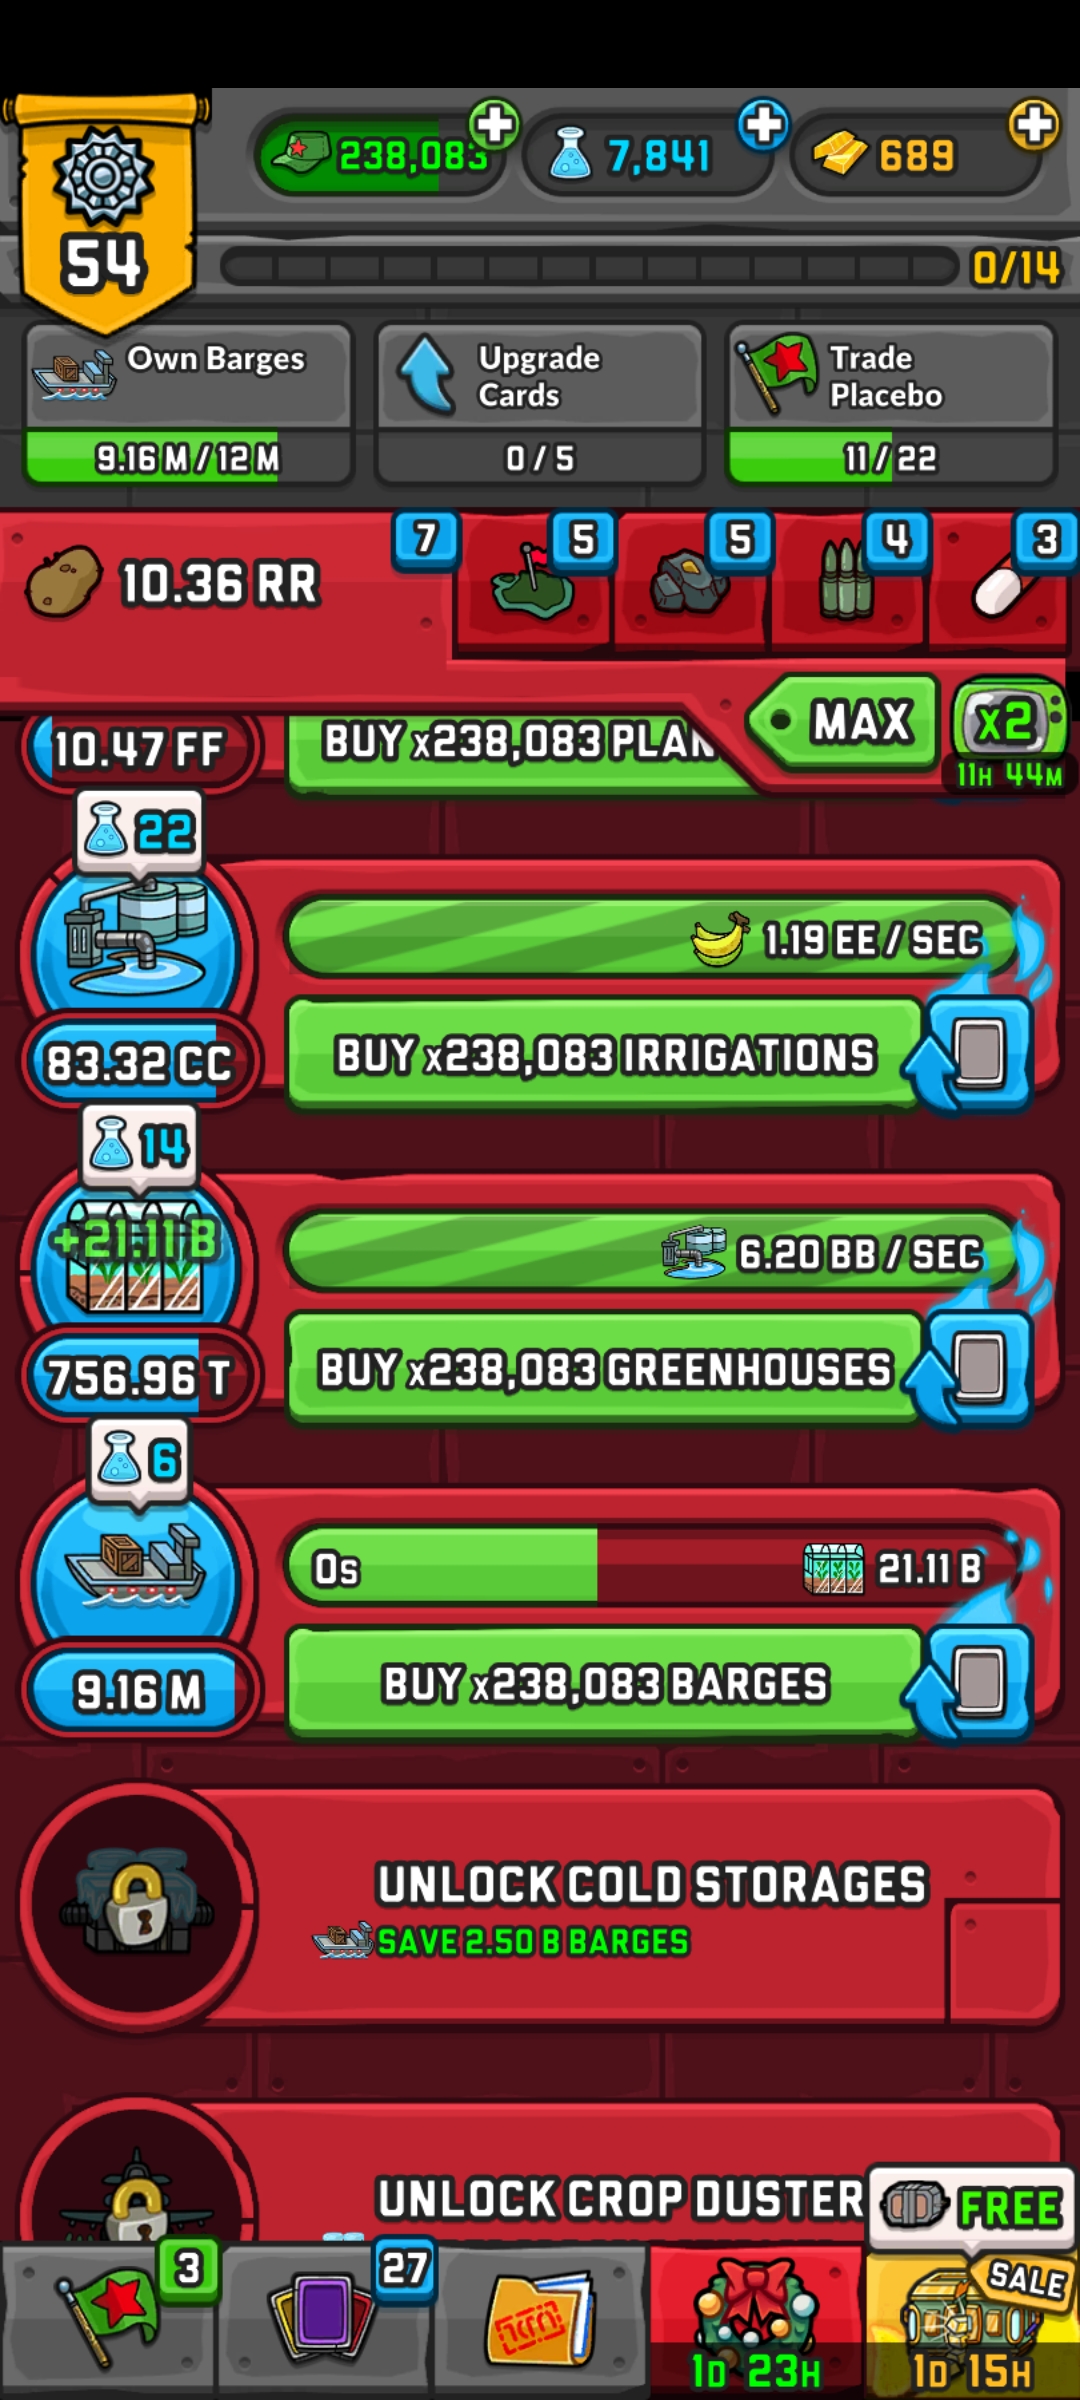 238,083
7,841
689
54
0/14
Own Barges
9.16 M / 12 M
Upgrade
Cards
0 / 5
Trade
Placebo
11 / 22
10.36 RR
7
5
5
4
3
MAX
x2
11H 44M
10.47 FF
BUY x238,083 PLAN
22
1.19 EE / SEC
83.32 CC
BUY x238,083 IRRIGATIONS
14
+21.11 B
6.20 BB / SEC
756.96 T
BUY x238,083 GREENHOUSES
6
0s
21.11 B
9.16 M
BUY x238,083 BARGES
UNLOCK COLD STORAGES
SAVE 2.50 B BARGES
UNLOCK CROP DUSTER
FREE
3
27
SALE
1D 23H
1D 15H